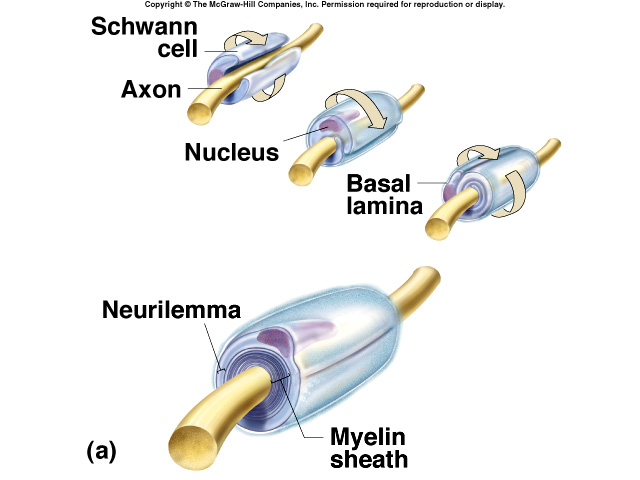 Copyright © The McGraw-Hill Companies, Inc. Permission required for reproduction or display.
Schwann
cell
Axon
Nucleus
Basal
lamina
Neurilemma
Myelin
sheath
(a)